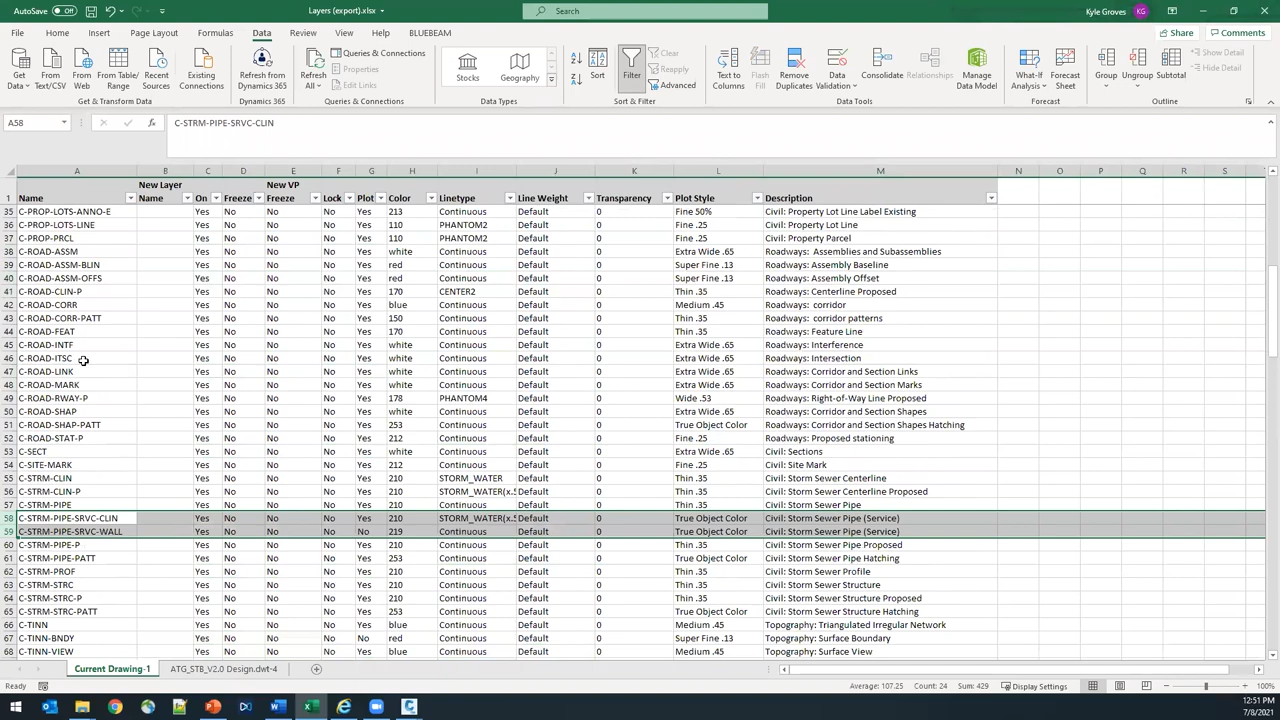 AutoSave Off Layers (export).xlsx Search Kyle Groves KG
File Home Insert Page Layout Formulas Data Review View Help BLUEBEAM Share Comments
Get Data From Text/CSV From Web From Table/Range Recent Sources Existing Connections Refresh from Dynamics 365 Refresh All Queries & Connections Properties Edit Links Stocks Geography Sort Filter Clear Reapply Advanced Text to Columns Flash Fill Remove Duplicates Data Validation Consolidate Relationships Manage Data Model What-If Analysis Forecast Sheet Group Ungroup Subtotal Show Detail Hide Detail
Get & Transform Data Dynamics 365 Queries & Connections Data Types Sort & Filter Data Tools Forecast Outline
A58 fx C-STRM-PIPE-SRVC-CLIN
A B C D E F G H I J K L M N O P Q R S T
1 Name New Layer Name On Freeze New VP Freeze Lock Plot Color Linetype Line Weight Transparency Plot Style Description
35 C-PROP-LOTS-ANNO-E Yes No No No Yes 213 Continuous Default 0 Fine 50% Civil: Property Lot Line Label Existing
36 C-PROP-LOTS-LINE Yes No No No Yes 110 PHANTOM2 Default 0 Fine .25 Civil: Property Lot Line
37 C-PROP-PRCL Yes No No No Yes 110 PHANTOM2 Default 0 Fine .25 Civil: Property Parcel
38 C-ROAD-ASSM Yes No No No Yes white Continuous Default 0 Extra Wide .65 Roadways: Assemblies and Subassemblies
39 C-ROAD-ASSM-BLIN Yes No No No Yes red Continuous Default 0 Super Fine .13 Roadways: Assembly Baseline
40 C-ROAD-ASSM-OFFS Yes No No No Yes red Continuous Default 0 Super Fine .13 Roadways: Assembly Offset
41 C-ROAD-CLIN-P Yes No No No Yes 170 CENTER2 Default 0 Thin .35 Roadways: Centerline Proposed
42 C-ROAD-CORR Yes No No No Yes blue Continuous Default 0 Medium .45 Roadways: corridor
43 C-ROAD-CORR-PATT Yes No No No Yes 150 Continuous Default 0 Thin .35 Roadways: corridor patterns
44 C-ROAD-FEAT Yes No No No Yes 170 Continuous Default 0 Thin .35 Roadways: Feature Line
45 C-ROAD-INTF Yes No No No Yes white Continuous Default 0 Extra Wide .65 Roadways: Interference
46 C-ROAD-ITSC Yes No No No Yes white Continuous Default 0 Extra Wide .65 Roadways: Intersection
47 C-ROAD-LINK Yes No No No Yes white Continuous Default 0 Extra Wide .65 Roadways: Corridor and Section Links
48 C-ROAD-MARK Yes No No No Yes white Continuous Default 0 Extra Wide .65 Roadways: Corridor and Section Marks
49 C-ROAD-RWAY-P Yes No No No Yes 178 PHANTOM4 Default 0 Wide .53 Roadways: Right-of-Way Line Proposed
50 C-ROAD-SHAP Yes No No No Yes white Continuous Default 0 Extra Wide .65 Roadways: Corridor and Section Shapes
51 C-ROAD-SHAP-PATT Yes No No No Yes 253 Continuous Default 0 True Object Color Roadways: Corridor and Section Shapes Hatching
52 C-ROAD-STAT-P Yes No No No Yes 212 Continuous Default 0 Fine .25 Roadways: Proposed stationing
53 C-SECT Yes No No No Yes white Continuous Default 0 Extra Wide .65 Civil: Sections
54 C-SITE-MARK Yes No No No Yes 212 Continuous Default 0 Fine .25 Civil: Site Mark
55 C-STRM-CLIN Yes No No No Yes 210 STORM_WATER Default 0 Thin .35 Civil: Storm Sewer Centerline
56 C-STRM-CLIN-P Yes No No No Yes 210 STORM_WATER(x.5 Default 0 Thin .35 Civil: Storm Sewer Centerline Proposed
57 C-STRM-PIPE Yes No No No Yes 210 Continuous Default 0 Thin .35 Civil: Storm Sewer Pipe
58 C-STRM-PIPE-SRVC-CLIN Yes No No No Yes 210 STORM_WATER(x.5 Default 0 True Object Color Civil: Storm Sewer Pipe (Service)
59 C-STRM-PIPE-SRVC-WALL Yes No No No No 219 Continuous Default 0 True Object Color Civil: Storm Sewer Pipe (Service)
60 C-STRM-PIPE-P Yes No No No Yes 210 Continuous Default 0 Thin .35 Civil: Storm Sewer Pipe Proposed
61 C-STRM-PIPE-PATT Yes No No No Yes 253 Continuous Default 0 True Object Color Civil: Storm Sewer Pipe Hatching
62 C-STRM-PROF Yes No No No Yes 210 Continuous Default 0 Thin .35 Civil: Storm Sewer Profile
63 C-STRM-STRC Yes No No No Yes 210 Continuous Default 0 Thin .35 Civil: Storm Sewer Structure
64 C-STRM-STRC-P Yes No No No Yes 210 Continuous Default 0 Thin .35 Civil: Storm Sewer Structure Proposed
65 C-STRM-STRC-PATT Yes No No No Yes 253 Continuous Default 0 True Object Color Civil: Storm Sewer Structure Hatching
66 C-TINN Yes No No No Yes blue Continuous Default 0 Medium .45 Topography: Triangulated Irregular Network
67 C-TINN-BNDY Yes No No No No red Continuous Default 0 Super Fine .13 Topography: Surface Boundary
68 C-TINN-VIEW Yes No No No Yes blue Continuous Default 0 Medium .45 Topography: Surface View
Current Drawing-1 ATG_STB_V2.0 Design.dwt-4
Ready Average: 107.25 Count: 24 Sum: 429 Display Settings 100%
12:51 PM
7/8/2021